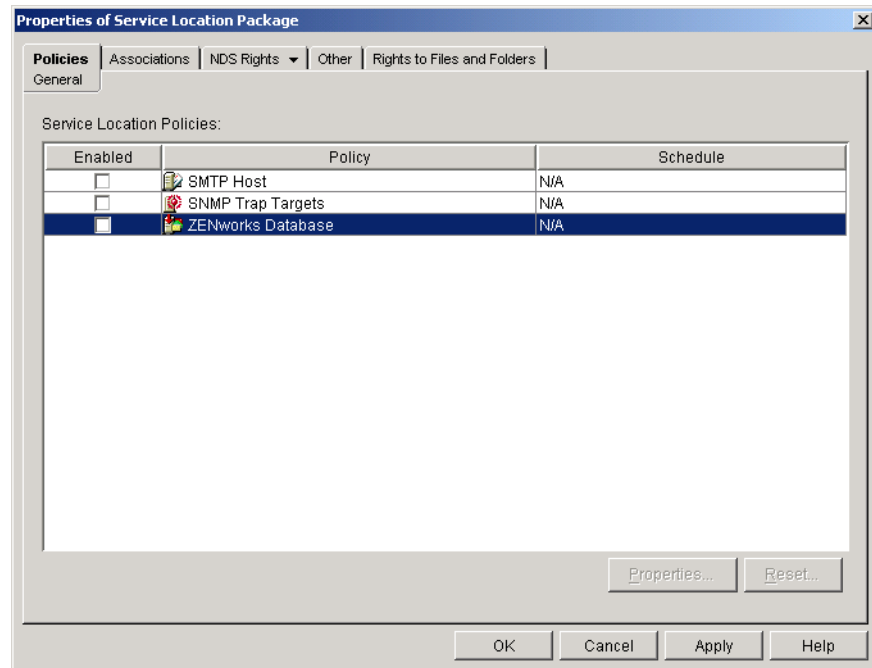 Properties of Service Location Package
Policies Associations NDS Rights Other Rights to Files and Folders
General
Service Location Policies:
Enabled Policy Schedule
SMTP Host N/A
SNMP Trap Targets N/A
ZENworks Database N/A
Properties... Reset...
OK Cancel Apply Help